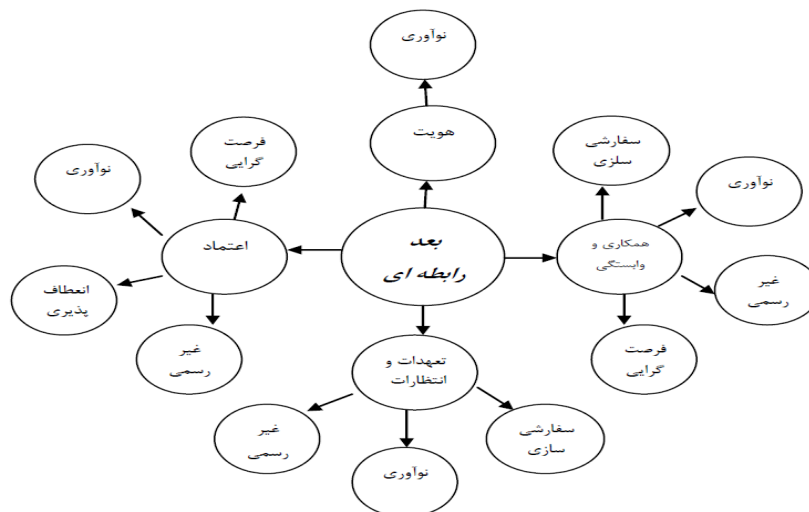 نوآوری
هویت
سفارشی
سلزی
نوآوری
همکاری و
وابستگی
غیر
رسمی
فرصت
گرایی
بعد
رابطه ای
فرصت
گرایی
نوآوری
اعتماد
انعطاف
پذیری
غیر
رسمی
تعهدات و
انتظارات
سفارشی
سازی
نوآوری
غیر
رسمی